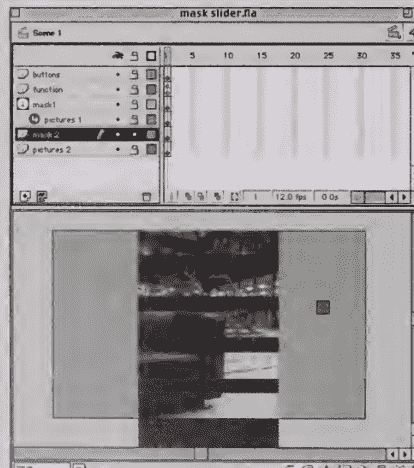 mask slider.fla
Scene 1
5 10 15 20 25 30 35
buttons
function
mask1
pictures 1
mask 2
pictures 2
1 12.0 fps 0.0s